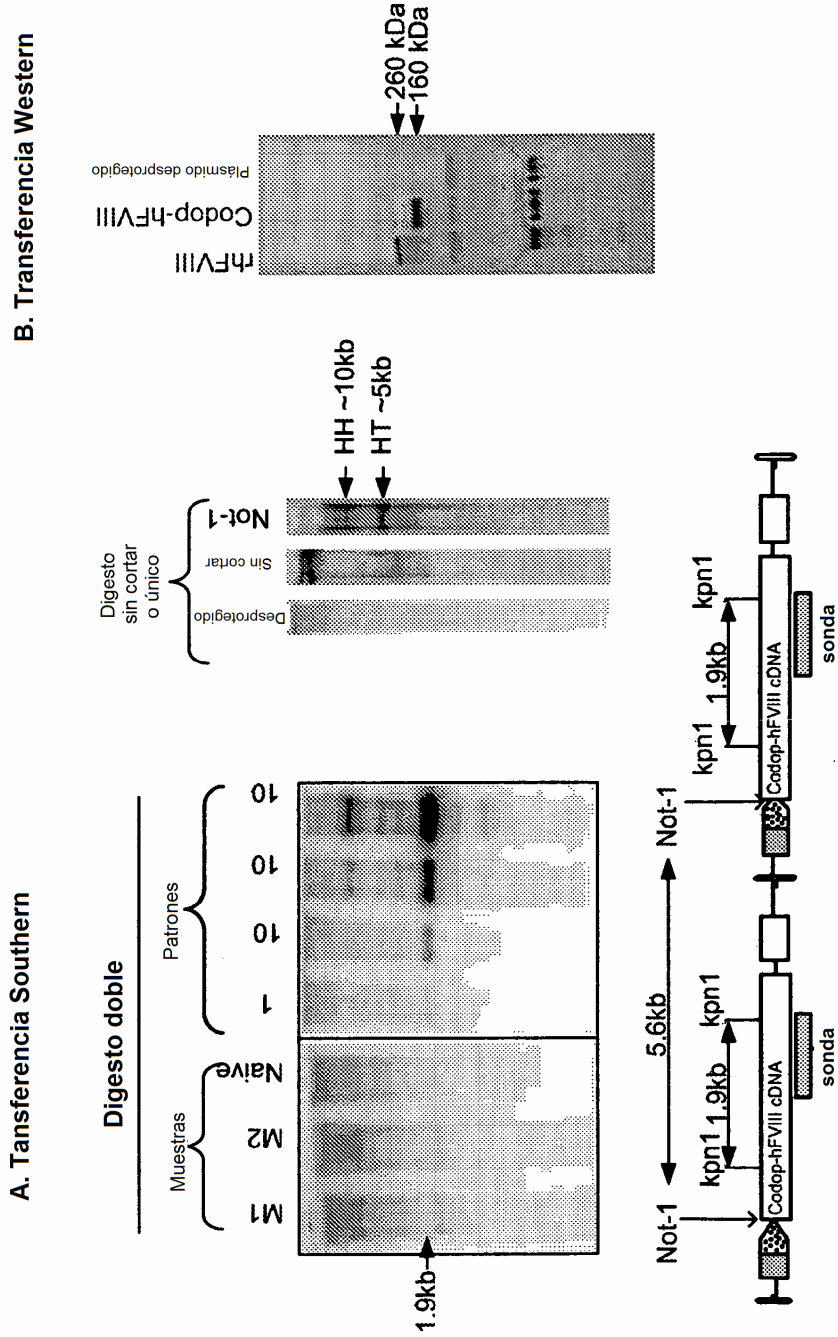 A. Tansferencia Southern
Digesto doble
Muestras
Patrones
M1
M2
Naive
1
10
10
10
1.9kb
Digesto
sin cortar
o único
Desprotegido
Sin cortar
Not-1
HH ~10kb
HT ~5kb
Not-1
5.6kb
Not-1
kpn1
1.9kb
kpn1
kpn1
1.9kb
kpn1
Codop-hFVIII cDNA
Codop-hFVIII cDNA
sonda
sonda
B. Transferencia Western
rhFVIII
Codop-hFVIII
Plásmido desprotegido
260 kDa
160 kDa